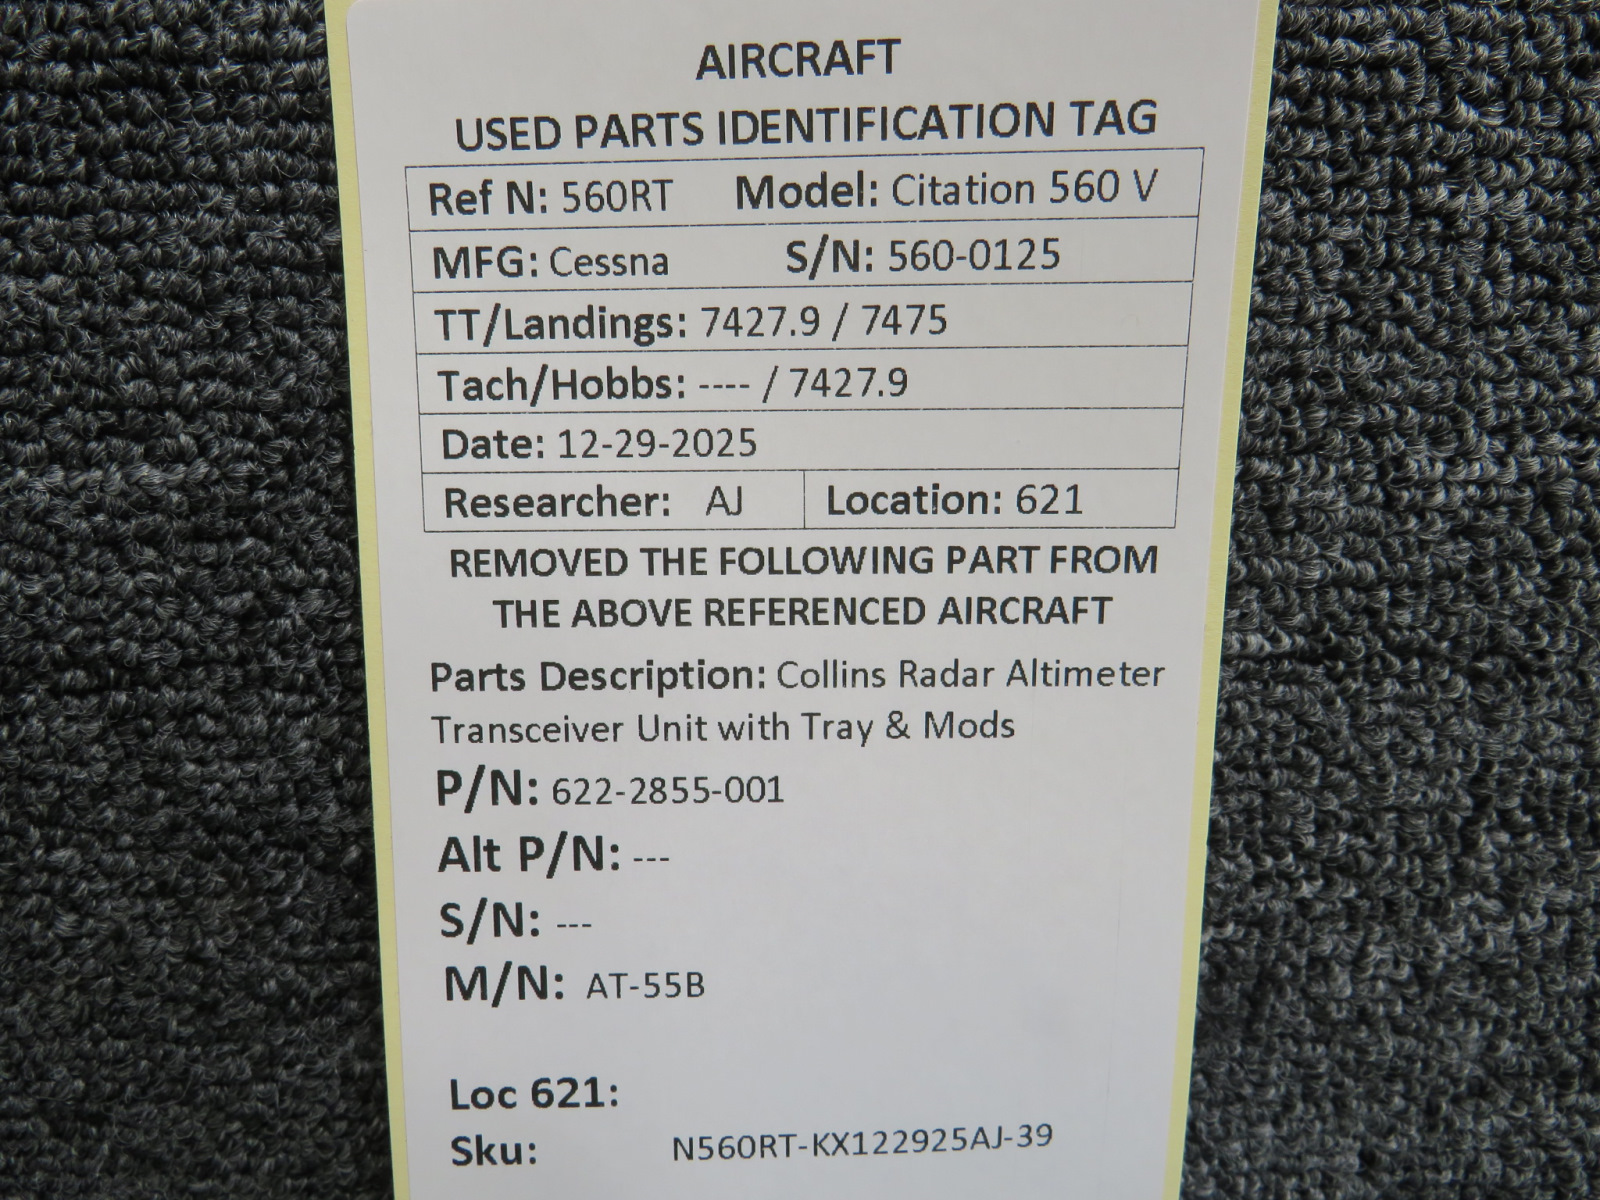 AIRCRAFT
USED PARTS IDENTIFICATION TAG
Ref N: 560RT Model: Citation 560 V
MFG: Cessna S/N: 560-0125
TT/Landings: 7427.9 / 7475
Tach/Hobbs: ---- / 7427.9
Date: 12-29-2025
Researcher: AJ Location: 621
REMOVED THE FOLLOWING PART FROM
THE ABOVE REFERENCED AIRCRAFT
Parts Description: Collins Radar Altimeter
Transceiver Unit with Tray & Mods
P/N: 622-2855-001
Alt P/N: ---
S/N: ---
M/N: AT-55B
Loc 621:
Sku: N560RT-KX122925AJ-39